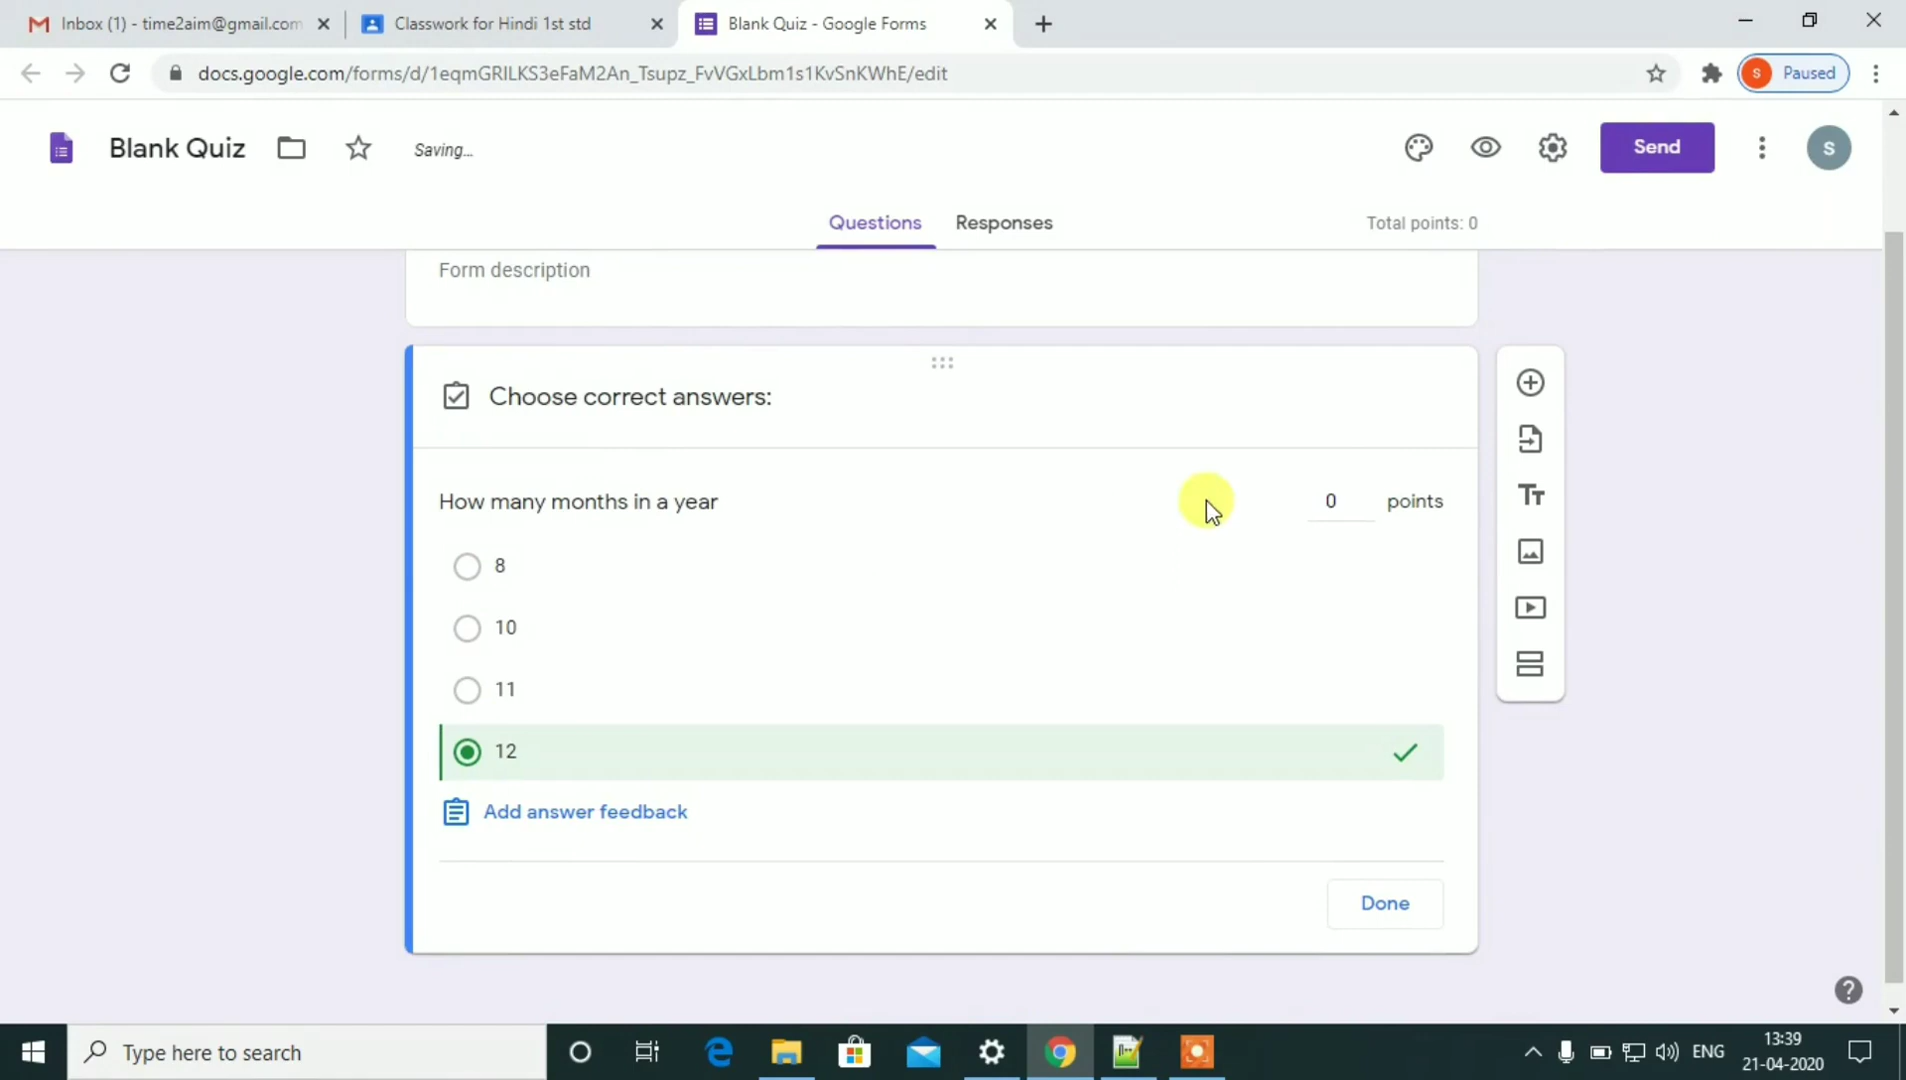 Inbox (1) - time2aim@gmail.com
Classwork for Hindi 1st std
Blank Quiz - Google Forms
docs.google.com/forms/d/1eqmGRILKS3eFaM2An_Tsupz_FvVGxLbm1s1KvSnKWhE/edit
S
Paused
Blank Quiz
Saving...
Send
S
Questions
Responses
Total points: 0
Form description
Choose correct answers:
How many months in a year
0
points
8
10
11
12
Add answer feedback
Done
Type here to search
ENG
13:39
21-04-2020